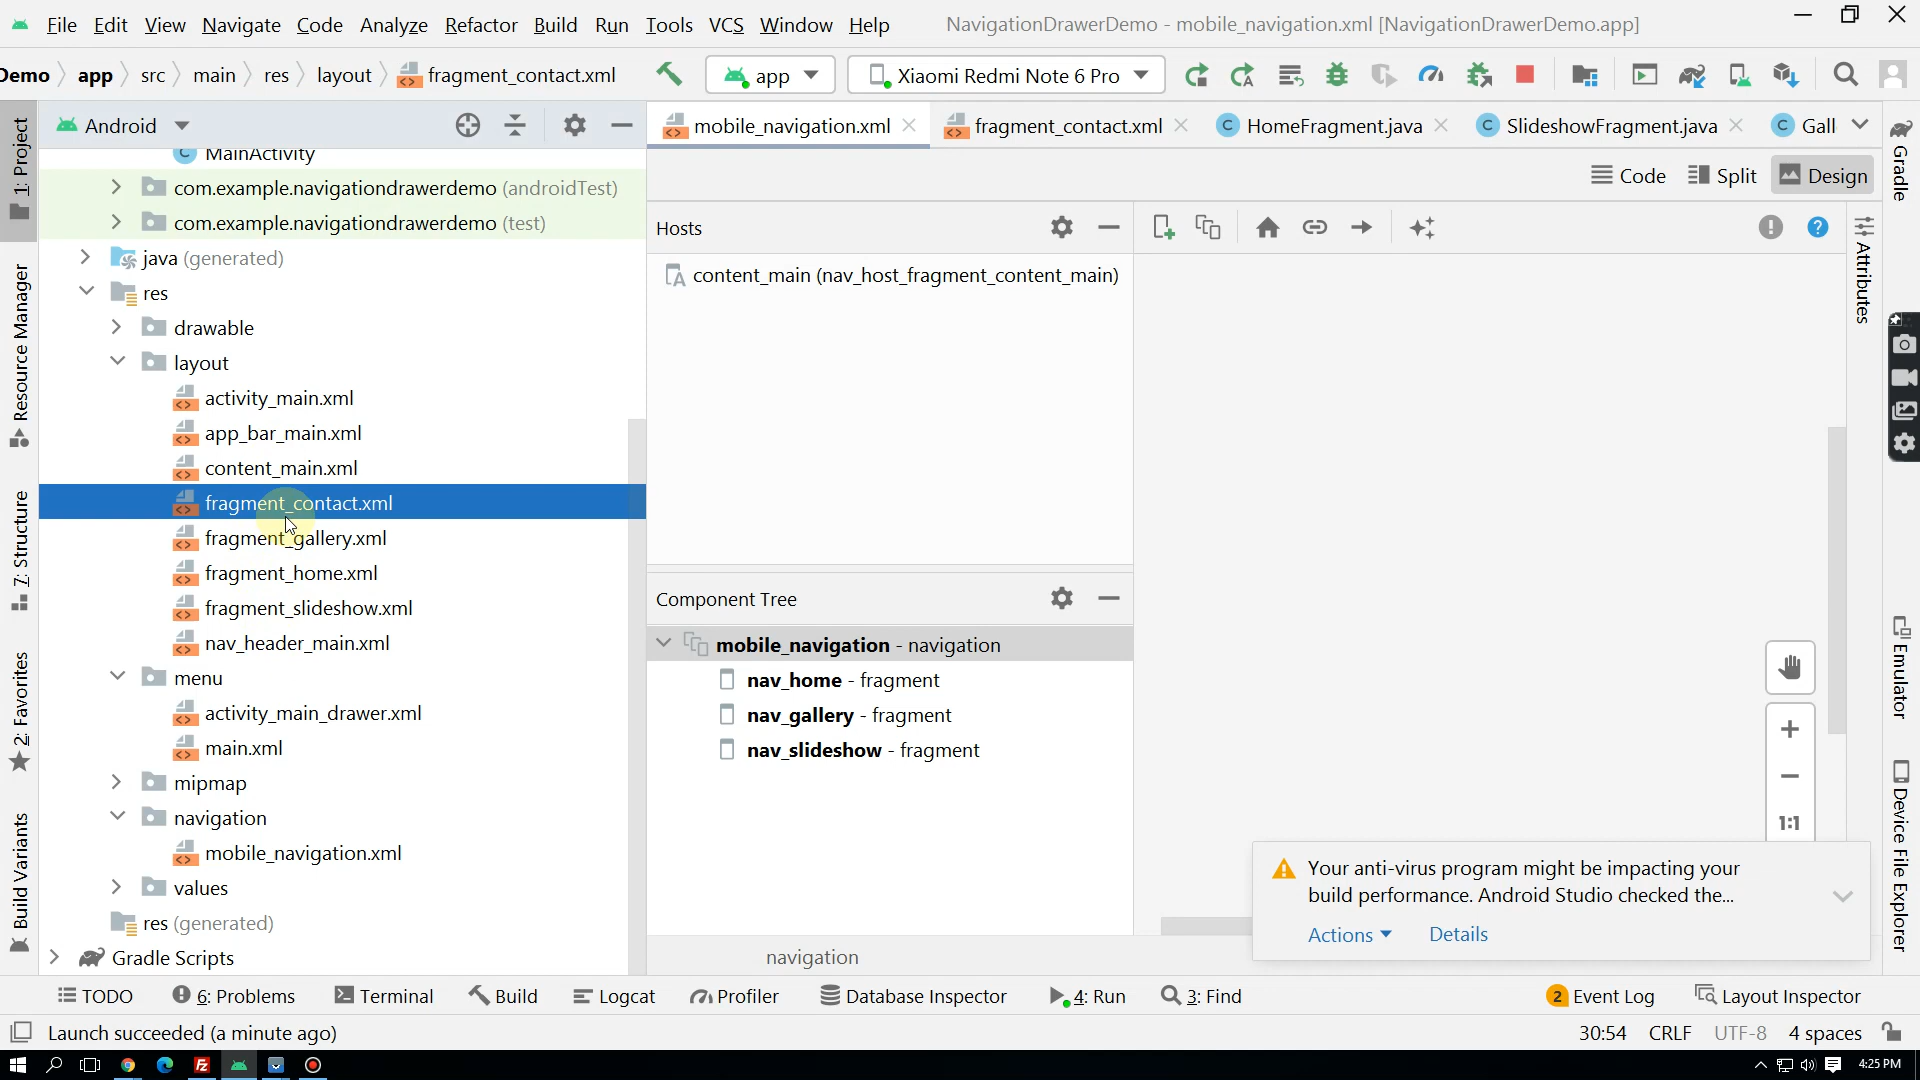 File Edit View Navigate Code Analyze Refactor Build Run Tools VCS Window Help NavigationDrawerDemo - mobile_navigation.xml [NavigationDrawerDemo.app]
Demo app src main res layout fragment_contact.xml app Xiaomi Redmi Note 6 Pro
Android
mobile_navigation.xml fragment_contact.xml HomeFragment.java SlideshowFragment.java Gall
Code Split Design
1: Project
Resource Manager
7: Structure
2: Favorites
Build Variants
MainActivity
com.example.navigationdrawerdemo (androidTest)
com.example.navigationdrawerdemo (test)
java (generated)
res
drawable
layout
activity_main.xml
app_bar_main.xml
content_main.xml
fragment_contact.xml
fragment_gallery.xml
fragment_home.xml
fragment_slideshow.xml
nav_header_main.xml
menu
activity_main_drawer.xml
main.xml
mipmap
navigation
mobile_navigation.xml
values
res (generated)
Gradle Scripts
Hosts
content_main (nav_host_fragment_content_main)
Component Tree
mobile_navigation - navigation
nav_home - fragment
nav_gallery - fragment
nav_slideshow - fragment
navigation
1:1
Your anti-virus program might be impacting your
build performance. Android Studio checked the...
Actions Details
Gradle
Attributes
Emulator
Device File Explorer
TODO 6: Problems Terminal Build Logcat Profiler Database Inspector 4: Run 3: Find 2 Event Log Layout Inspector
Launch succeeded (a minute ago) 30:54 CRLF UTF-8 4 spaces
4:25 PM